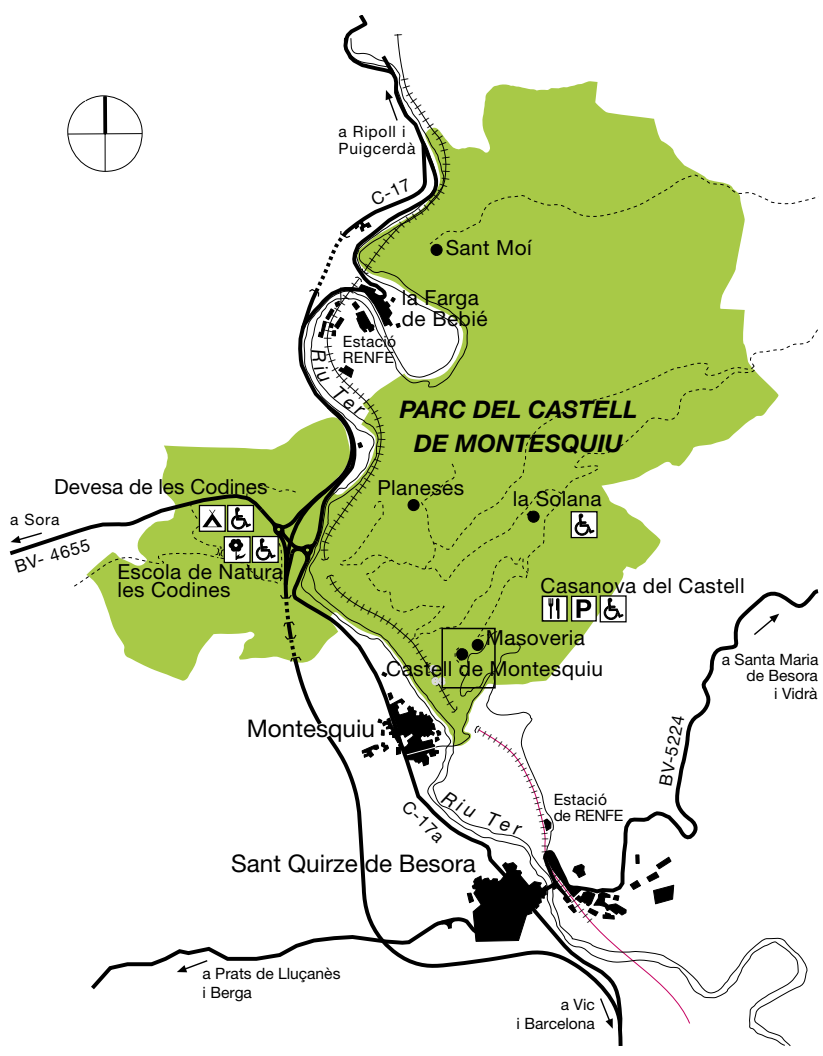 a Ripoll i
Puigcerdà
C-17
Sant Moí
la Farga
de Bebié
Estació
RENFE
Riu Ter
PARC DEL CASTELL
DE MONTESQUIU
Devesa de les Codines
Planeses
la Solana
a Sora
BV- 4655
Escola de Natura
les Codines
Casanova del Castell
P
Masoveria
Castell de Montesquiu
a Santa Maria
de Besora
i Vidrà
Montesquiu
BV-5224
C-17a
Riu Ter
Estació
de RENFE
Sant Quirze de Besora
a Prats de Lluçanès
i Berga
a Vic
i Barcelona